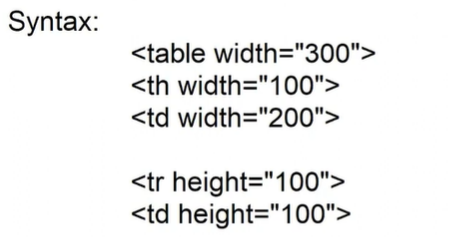 Syntax:
<table width="300">
<th width="100">
<td width="200">
<tr height="100">
<td height="100">